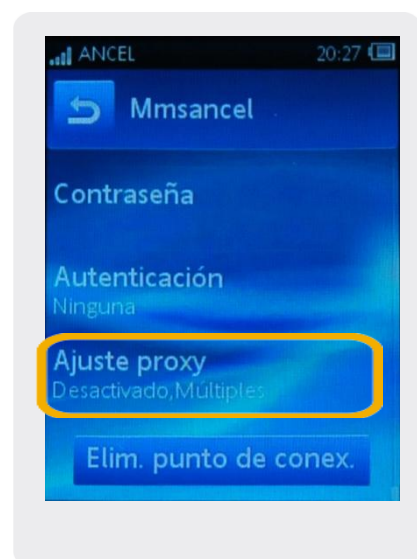 ANCEL 20:27
Mmsancel
Contraseña
Autenticación
Ninguna
Ajuste proxy
Desactivado,Múltiples
Elim. punto de conex.